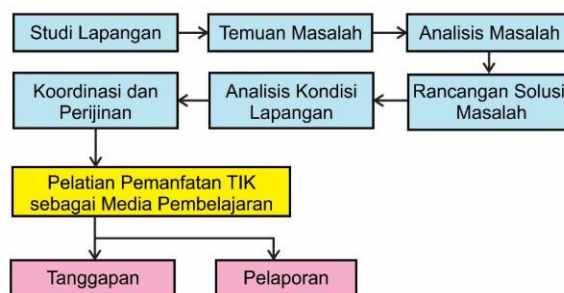 Studi Lapangan
Temuan Masalah
Analisis Masalah
Koordinasi dan
Perijinan
Analisis Kondisi
Lapangan
Rancangan Solusi
Masalah
Pelatian Pemanfatan TIK
sebagai Media Pembelajaran
Tanggapan
Pelaporan